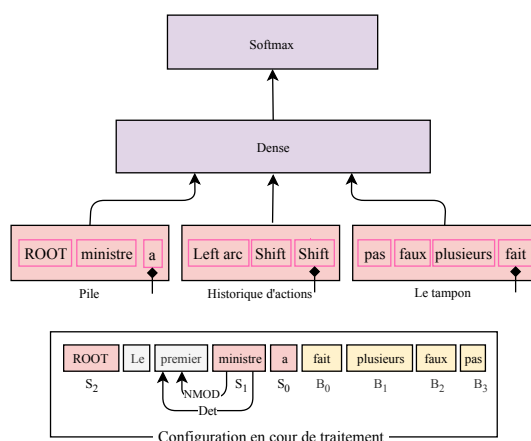 Softmax
Dense
ROOT ministre a
Left arc Shift Shift
pas faux plusieurs fait
Pile
Historique d'actions
Le tampon
ROOT Le premier ministre a fait plusieurs faux pas
S2 S1 S0 B0 B1 B2 B3
NMOD
Det
Configuration en cour de traitement